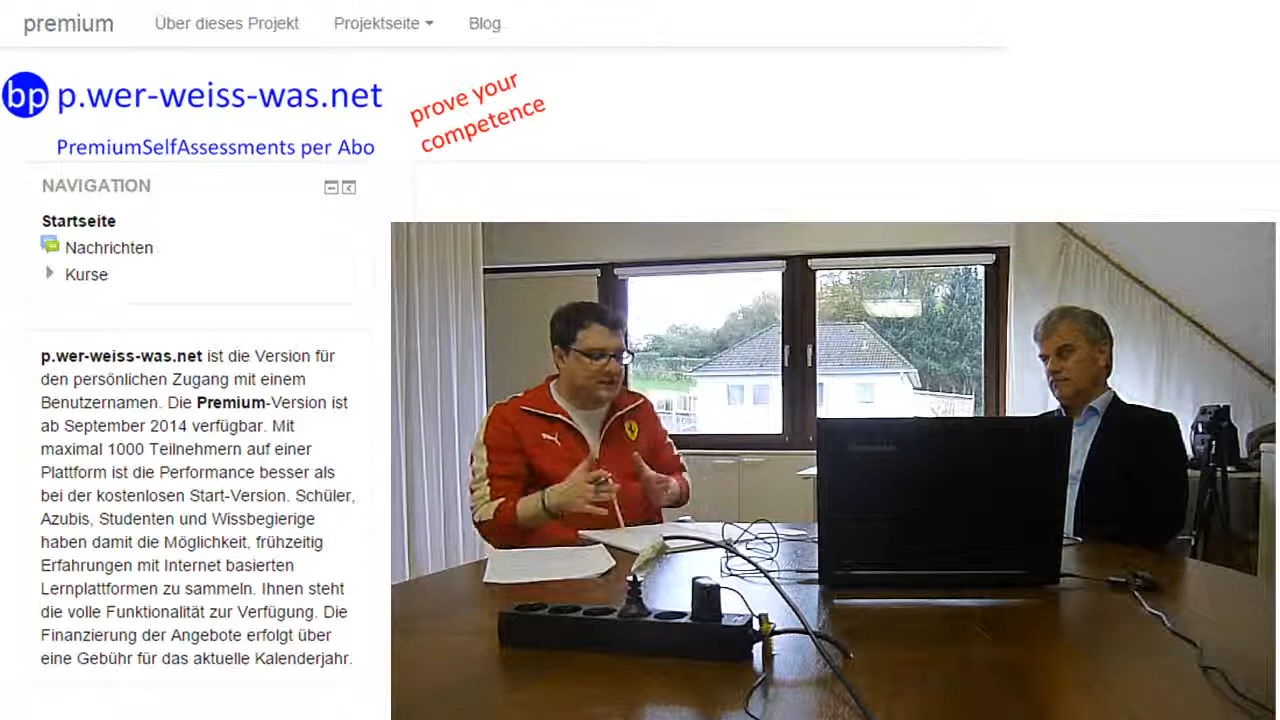 premium Über dieses Projekt Projektseite Blog
bp p.wer-weiss-was.net
prove your
competence
PremiumSelfAssessments per Abo
NAVIGATION
Startseite
Nachrichten
Kurse
p.wer-weiss-was.net ist die Version für
den persönlichen Zugang mit einem
Benutzernamen. Die Premium-Version ist
ab September 2014 verfügbar. Mit
maximal 1000 Teilnehmern auf einer
Plattform ist die Performance besser als
bei der kostenlosen Start-Version. Schüler,
Azubis, Studenten und Wissbegierige
haben damit die Möglichkeit, frühzeitig
Erfahrungen mit Internet basierten
Lernplattformen zu sammeln. Ihnen steht
die volle Funktionalität zur Verfügung. Die
Finanzierung der Angebote erfolgt über
eine Gebühr für das aktuelle Kalenderjahr.